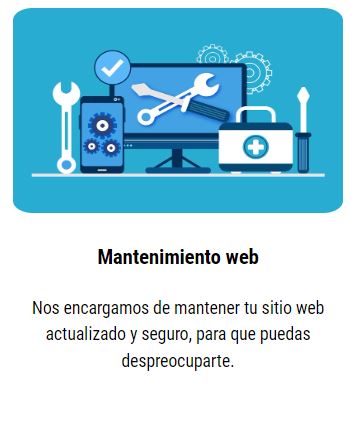 Mantenimiento web
Nos encargamos de mantener tu sitio web
actualizado y seguro, para que puedas
despreocuparte.